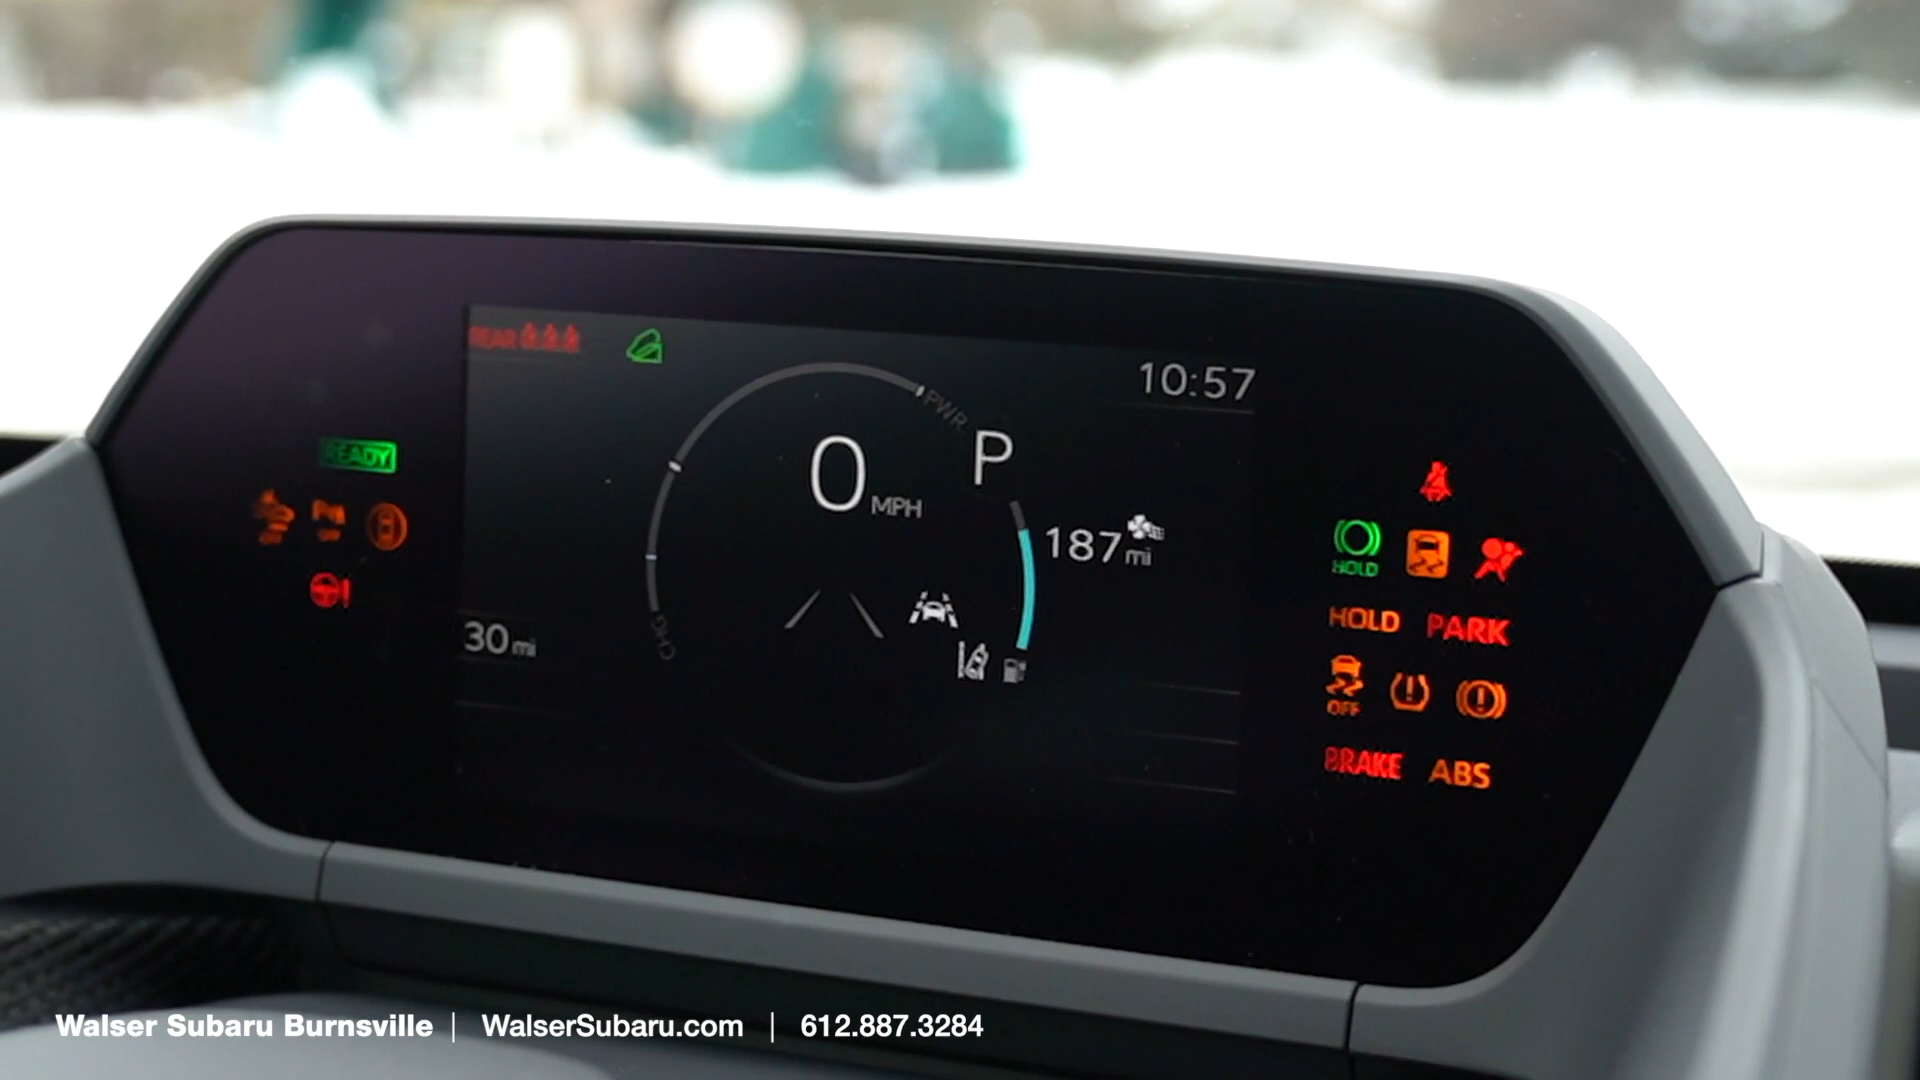 REAR
10:57
PWR
P
0 MPH
READY
187 mi
HOLD
HOLD PARK
30 mi
CHG
OFF
BRAKE ABS
Walser Subaru Burnsville | WalserSubaru.com | 612.887.3284